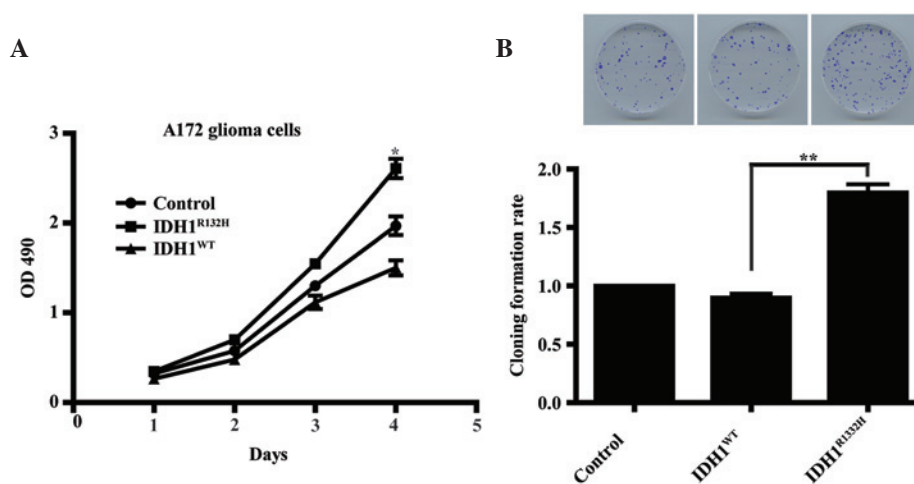 A
A172 glioma cells
3
2
1
0
OD 490
Control
IDH1R132H
IDH1WT
*
0 1 2 3 4 5
Days
B
**
2.0
1.5
1.0
0.5
0.0
Cloning formation rate
Control
IDH1WT
IDH1R1332H